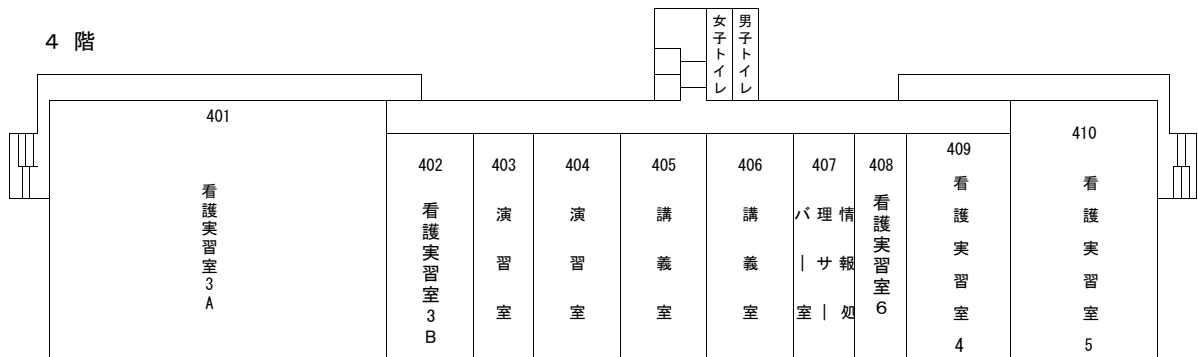 4 階
女子トイレ
男子トイレ
401
看護実習室3A
402
看護実習室3B
403
演習室
404
演習室
405
講義室
406
講義室
407
情報処
理サー
バー室
408
看護実習室6
409
看護実習室4
410
看護実習室5